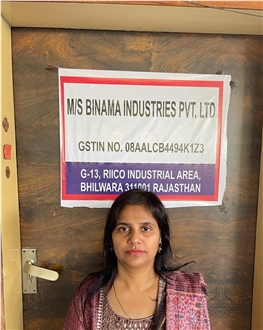 M/S BINAMA INDUSTRIES PVT. LTD
GSTIN NO. 08AALCB4494K1Z3
G-13, RIICO INDUSTRIAL AREA,
BHILWARA 311001 RAJASTHAN